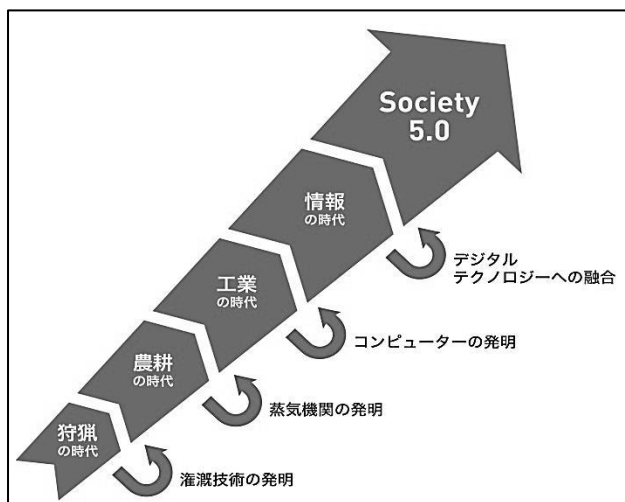 Society
5.0
情報
の時代
デジタル
テクノロジーへの融合
工業
の時代
コンピューターの発明
農耕
の時代
蒸気機関の発明
狩猟
の時代
潅漑技術の発明